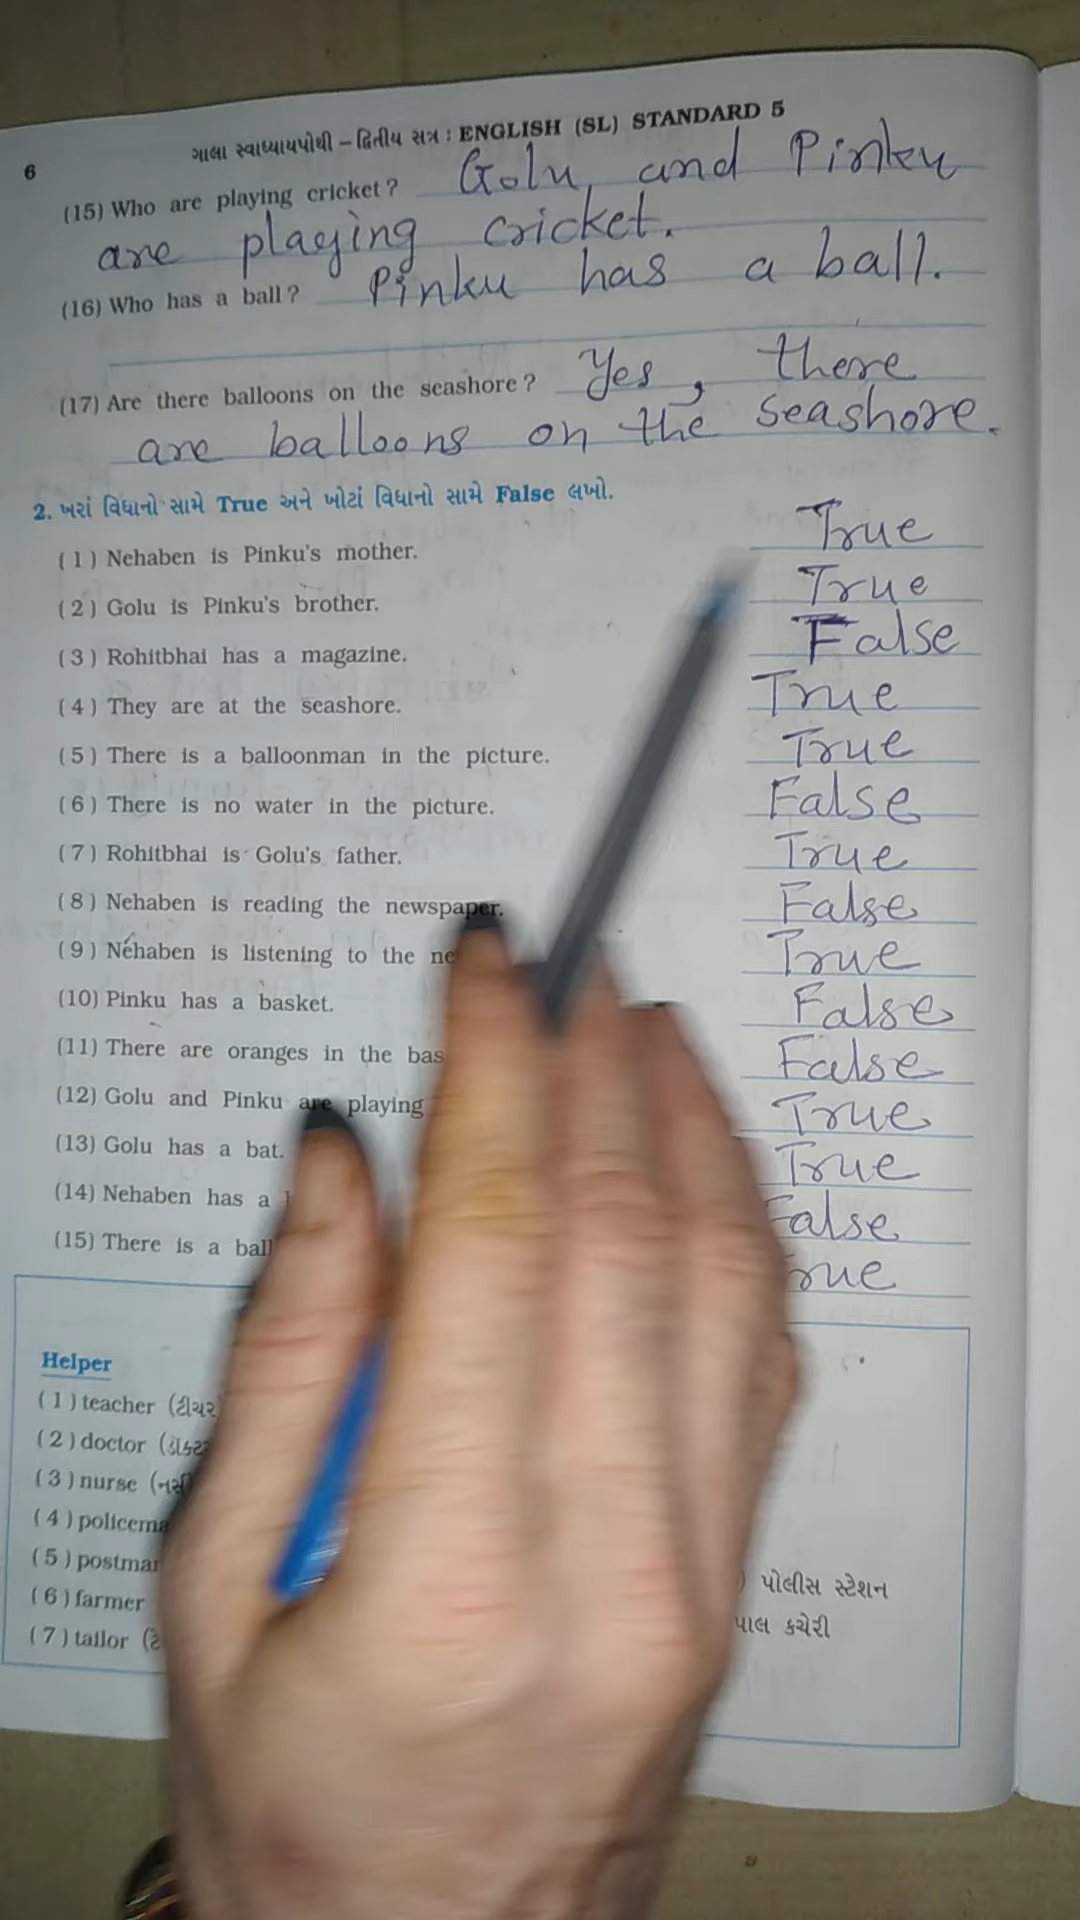 6
ગાલા સ્વાધ્યાયપોથી – દ્વિતીય સત્ર : ENGLISH (SL) STANDARD 5
(15) Who are playing cricket ? Golu and Pinku
are playing cricket.
(16) Who has a ball ? Pinku has a ball.
(17) Are there balloons on the seashore ? Yes, there
are balloons on the seashore.
2. ખરાં વિધાનો સામે True અને ખોટાં વિધાનો સામે False લખો.
(1) Nehaben is Pinku's mother. True
(2) Golu is Pinku's brother. True
(3) Rohitbhai has a magazine. False
(4) They are at the seashore. True
(5) There is a balloonman in the picture. True
(6) There is no water in the picture. False
(7) Rohitbhai is Golu's father. True
(8) Nehaben is reading the newspaper. False
(9) Nehaben is listening to the True
(10) Pinku has a basket. False
(11) There are oranges in the False
(12) Golu and Pinku are playing True
(13) Golu has a bat. True
(14) Nehaben has a False
(15) There is a
Helper
(1) teacher (ટીચર
(2) doctor
(3) nurse
(4)
(5)
(6) farmer
પોલીસ સ્ટેશન
(7) tailor
કચેરી